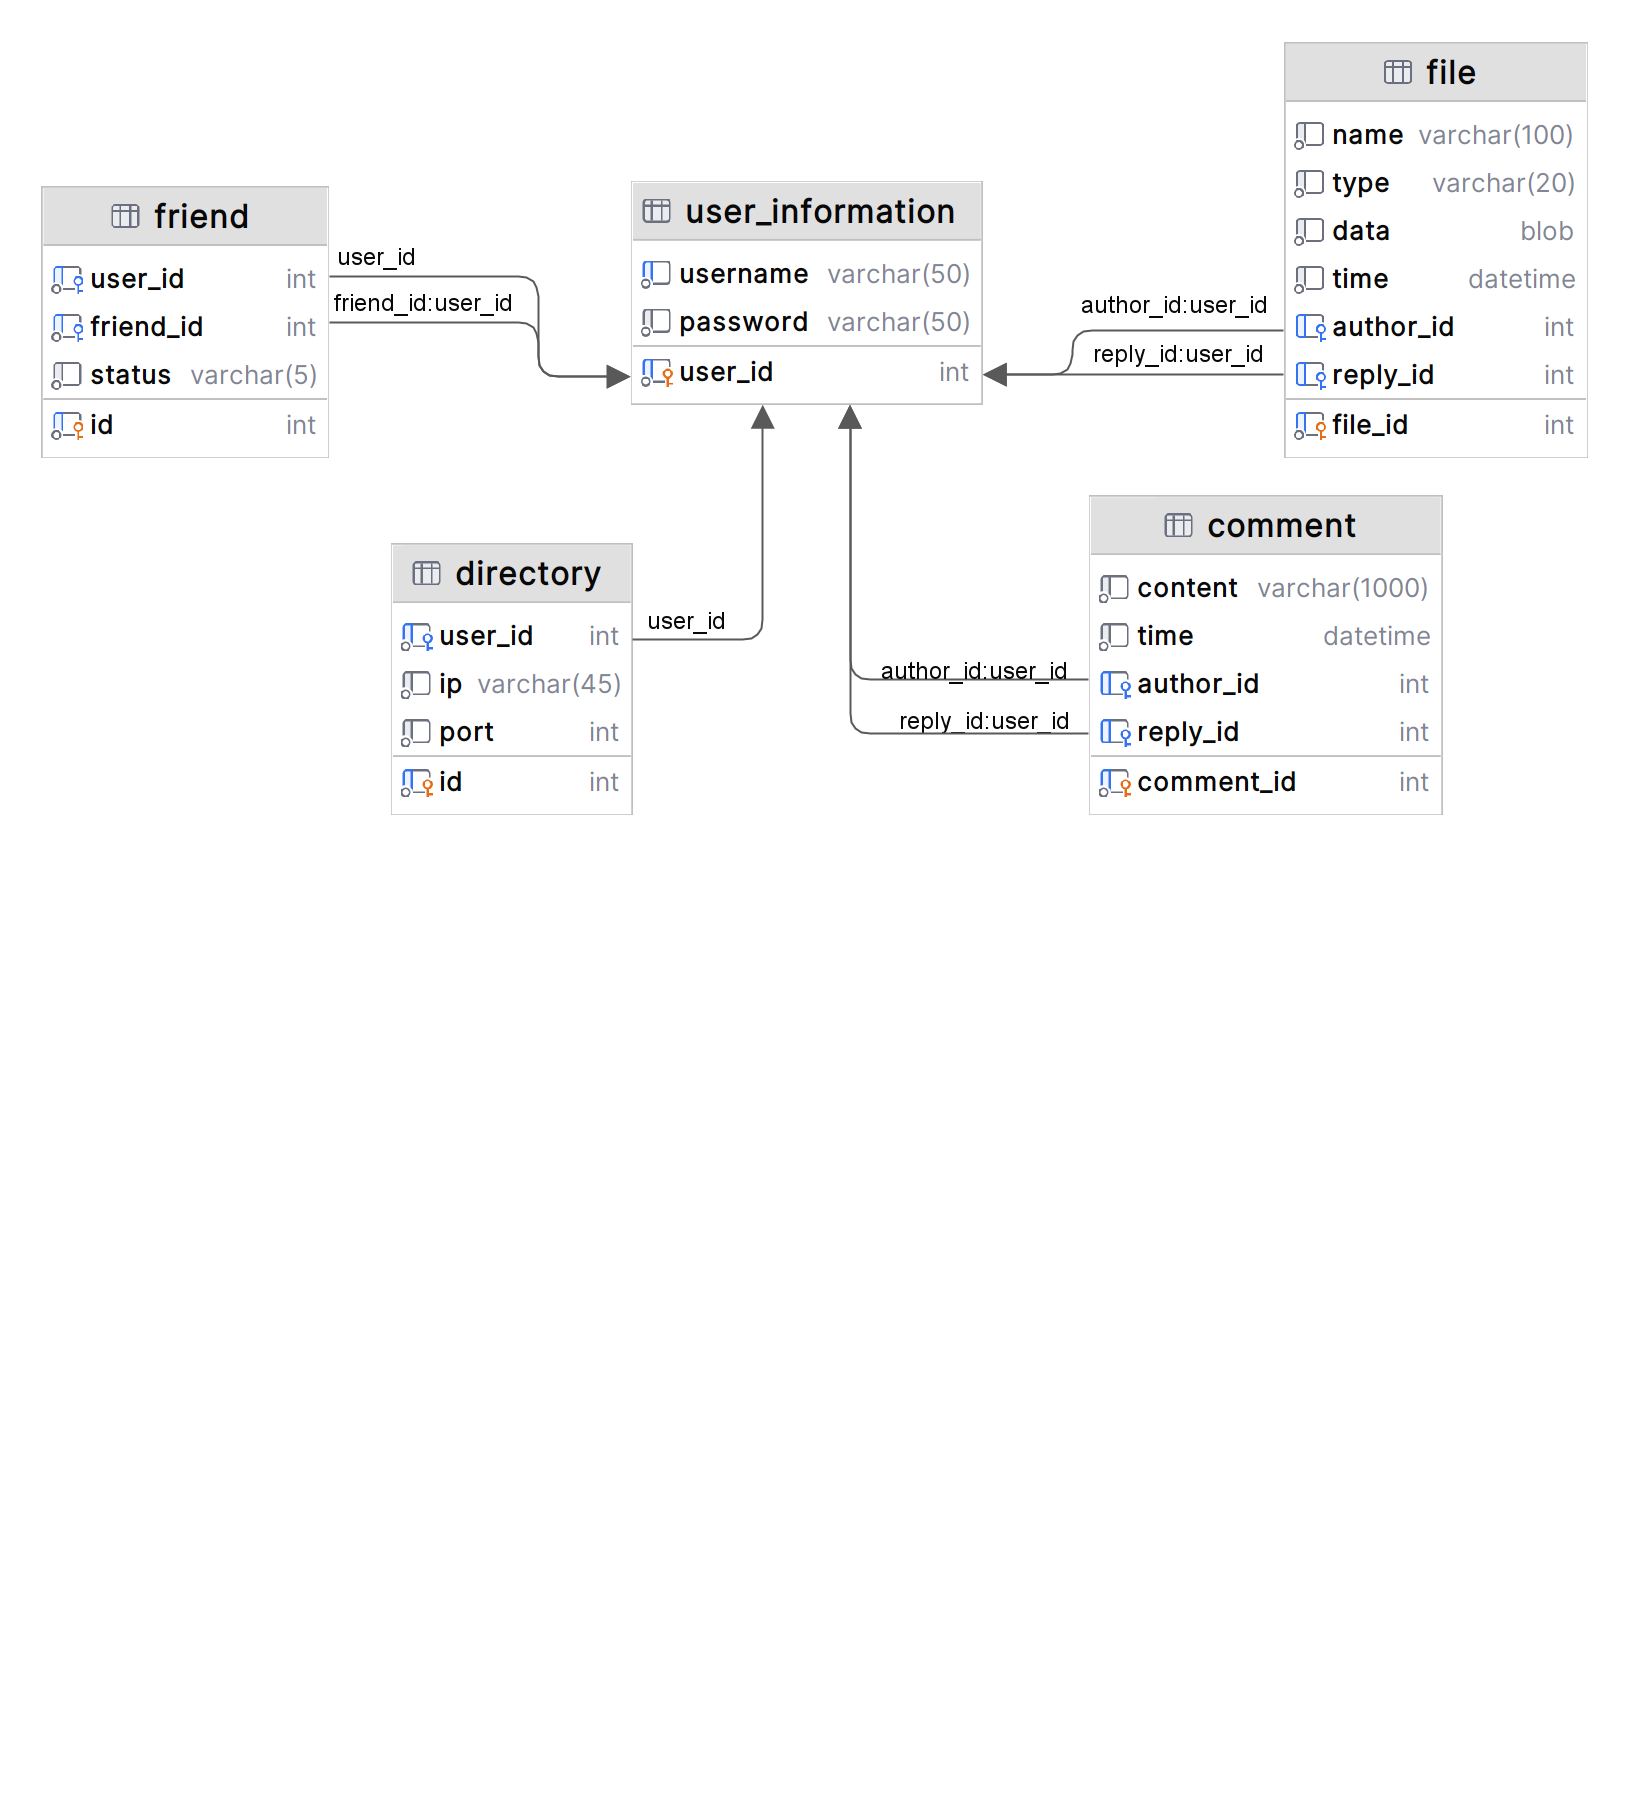 friend
user_id int
friend_id int
status varchar(5)
id int
user_id
friend_id:user_id
user_information
username varchar(50)
password varchar(50)
user_id int
author_id:user_id
reply_id:user_id
file
name varchar(100)
type varchar(20)
data blob
time datetime
author_id int
reply_id int
file_id int
directory
user_id int
ip varchar(45)
port int
id int
user_id
author_id:user_id
reply_id:user_id
comment
content varchar(1000)
time datetime
author_id int
reply_id int
comment_id int